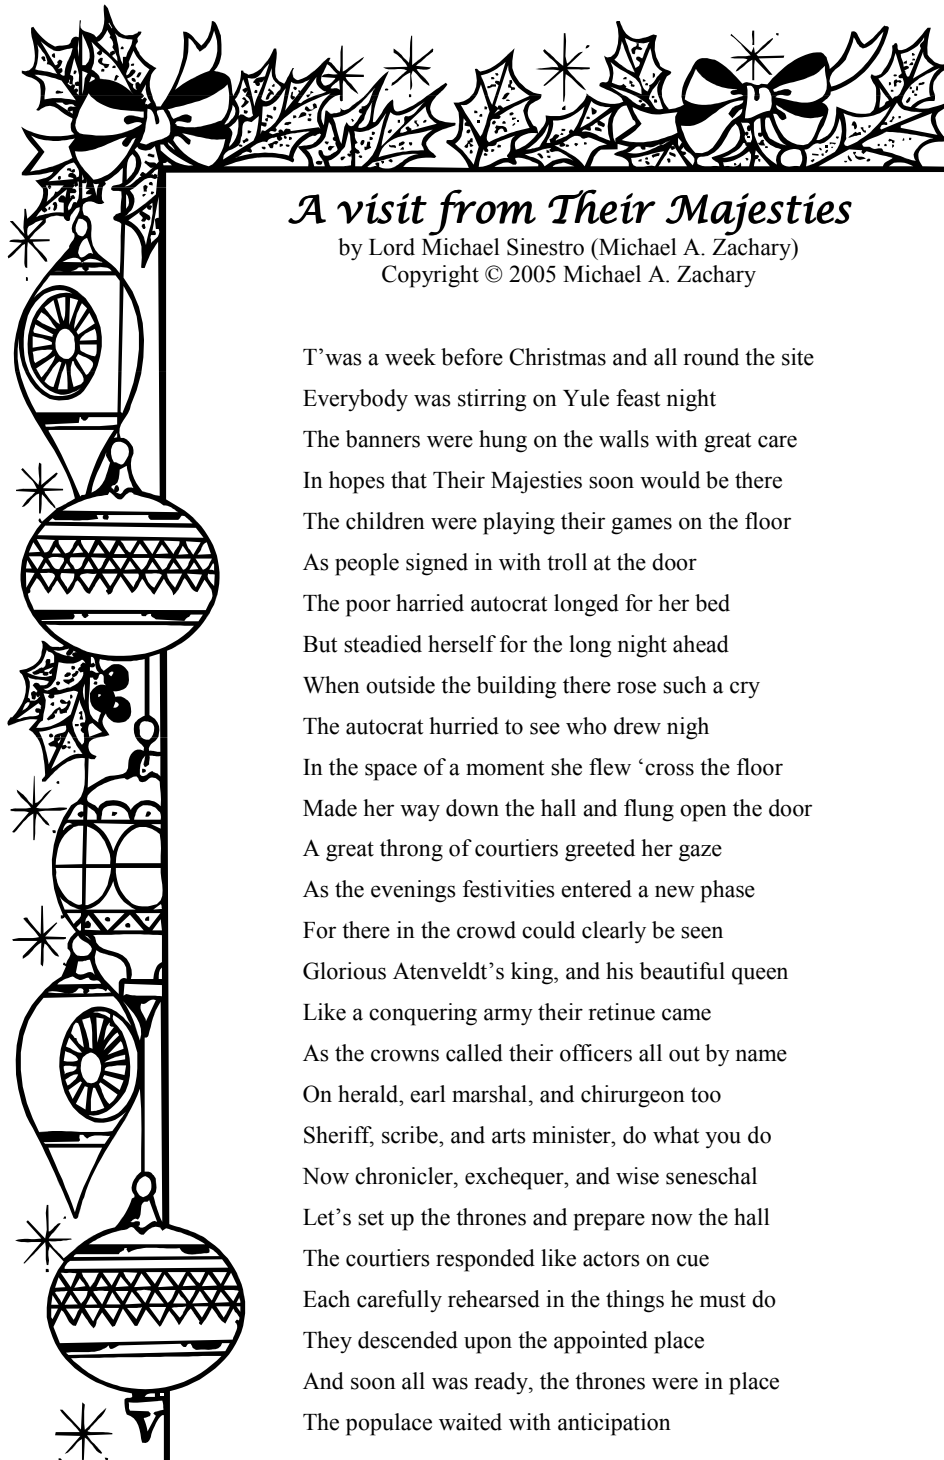 A visit from Their Majesties
by Lord Michael Sinestro (Michael A. Zachary)
Copyright © 2005 Michael A. Zachary
T’was a week before Christmas and all round the site
Everybody was stirring on Yule feast night
The banners were hung on the walls with great care
In hopes that Their Majesties soon would be there
The children were playing their games on the floor
As people signed in with troll at the door
The poor harried autocrat longed for her bed
But steadied herself for the long night ahead
When outside the building there rose such a cry
The autocrat hurried to see who drew nigh
In the space of a moment she flew ‘cross the floor
Made her way down the hall and flung open the door
A great throng of courtiers greeted her gaze
As the evenings festivities entered a new phase
For there in the crowd could clearly be seen
Glorious Atenveldt’s king, and his beautiful queen
Like a conquering army their retinue came
As the crowns called their officers all out by name
On herald, earl marshal, and chirurgeon too
Sheriff, scribe, and arts minister, do what you do
Now chronicler, exchequer, and wise seneschal
Let’s set up the thrones and prepare now the hall
The courtiers responded like actors on cue
Each carefully rehearsed in the things he must do
They descended upon the appointed place
And soon all was ready, the thrones were in place
The populace waited with anticipation